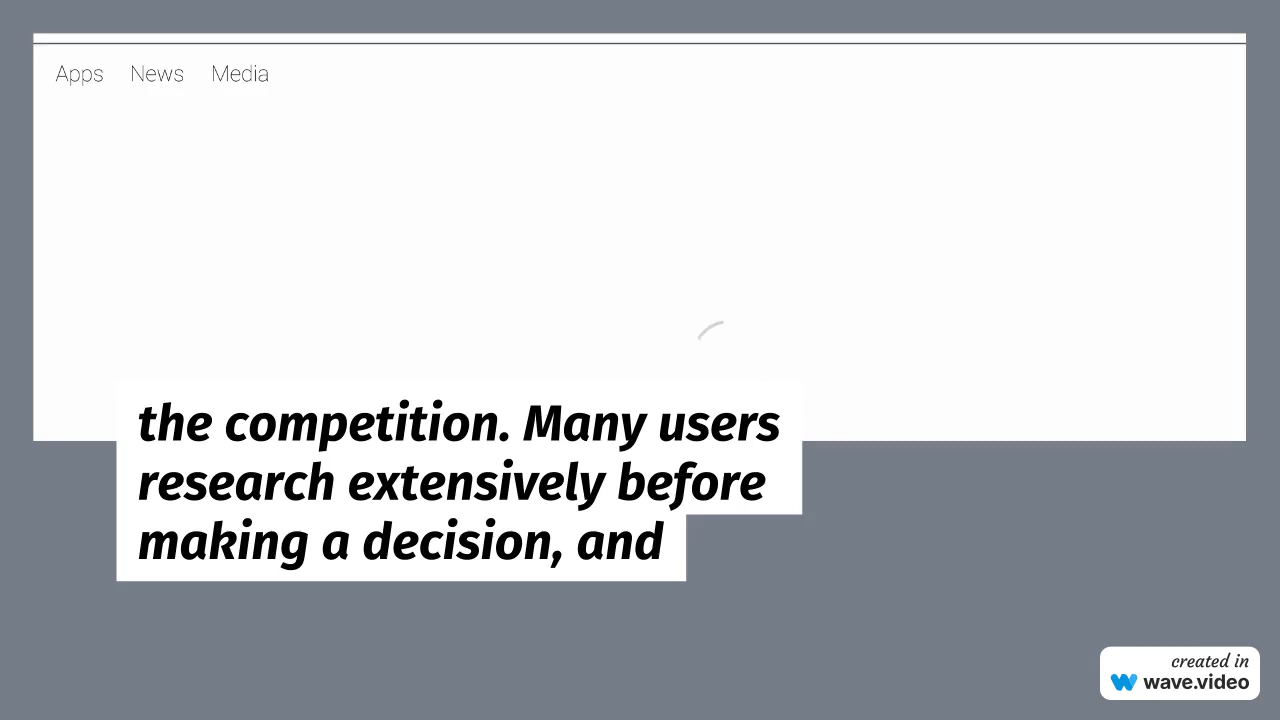 Apps News Media
the competition. Many users
research extensively before
making a decision, and
created in
wave.video